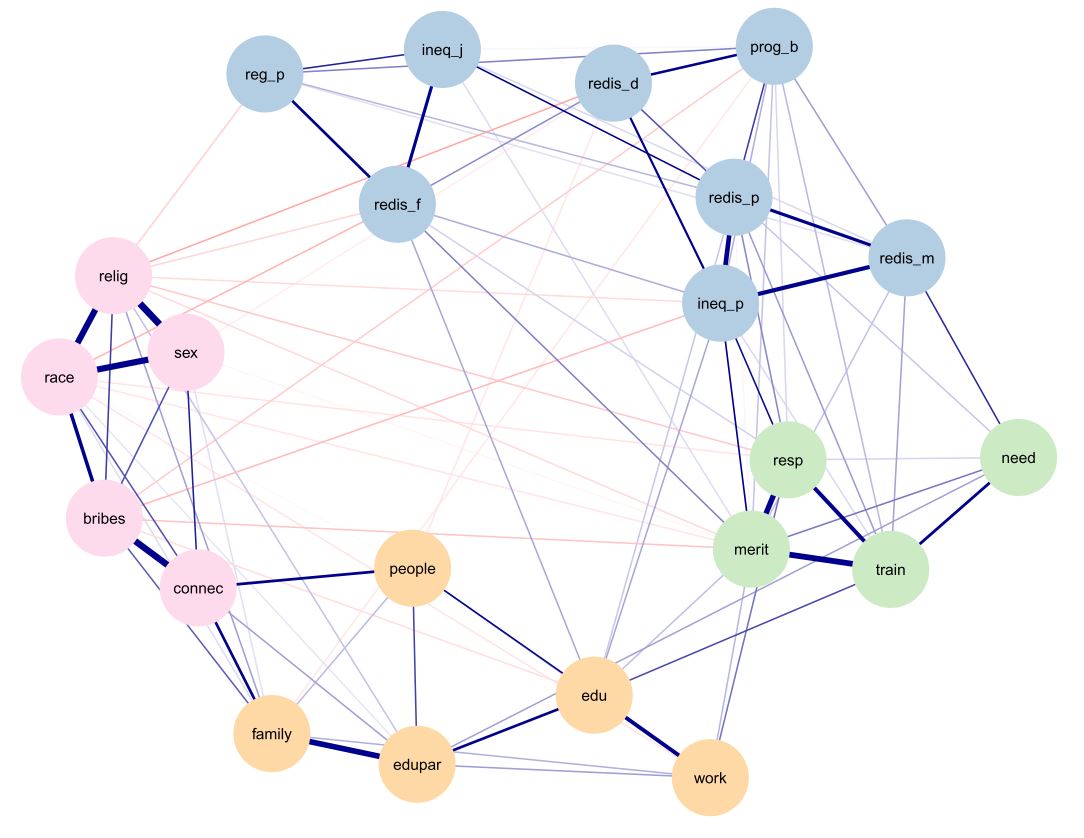 prog_b
ineq_j
reg_p
redis_d
redis_p
redis_f
redis_m
relig
ineq_p
sex
race
need
resp
bribes
merit
people
train
connec
edu
family
edupar
work